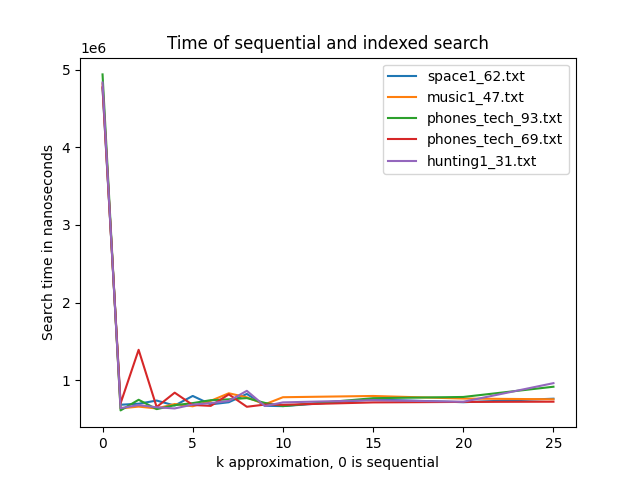 Time of sequential and indexed search
1e6
5
4
3
2
1
Search time in nanoseconds
space1_62.txt
music1_47.txt
phones_tech_93.txt
phones_tech_69.txt
hunting1_31.txt
0 5 10 15 20 25
k approximation, 0 is sequential